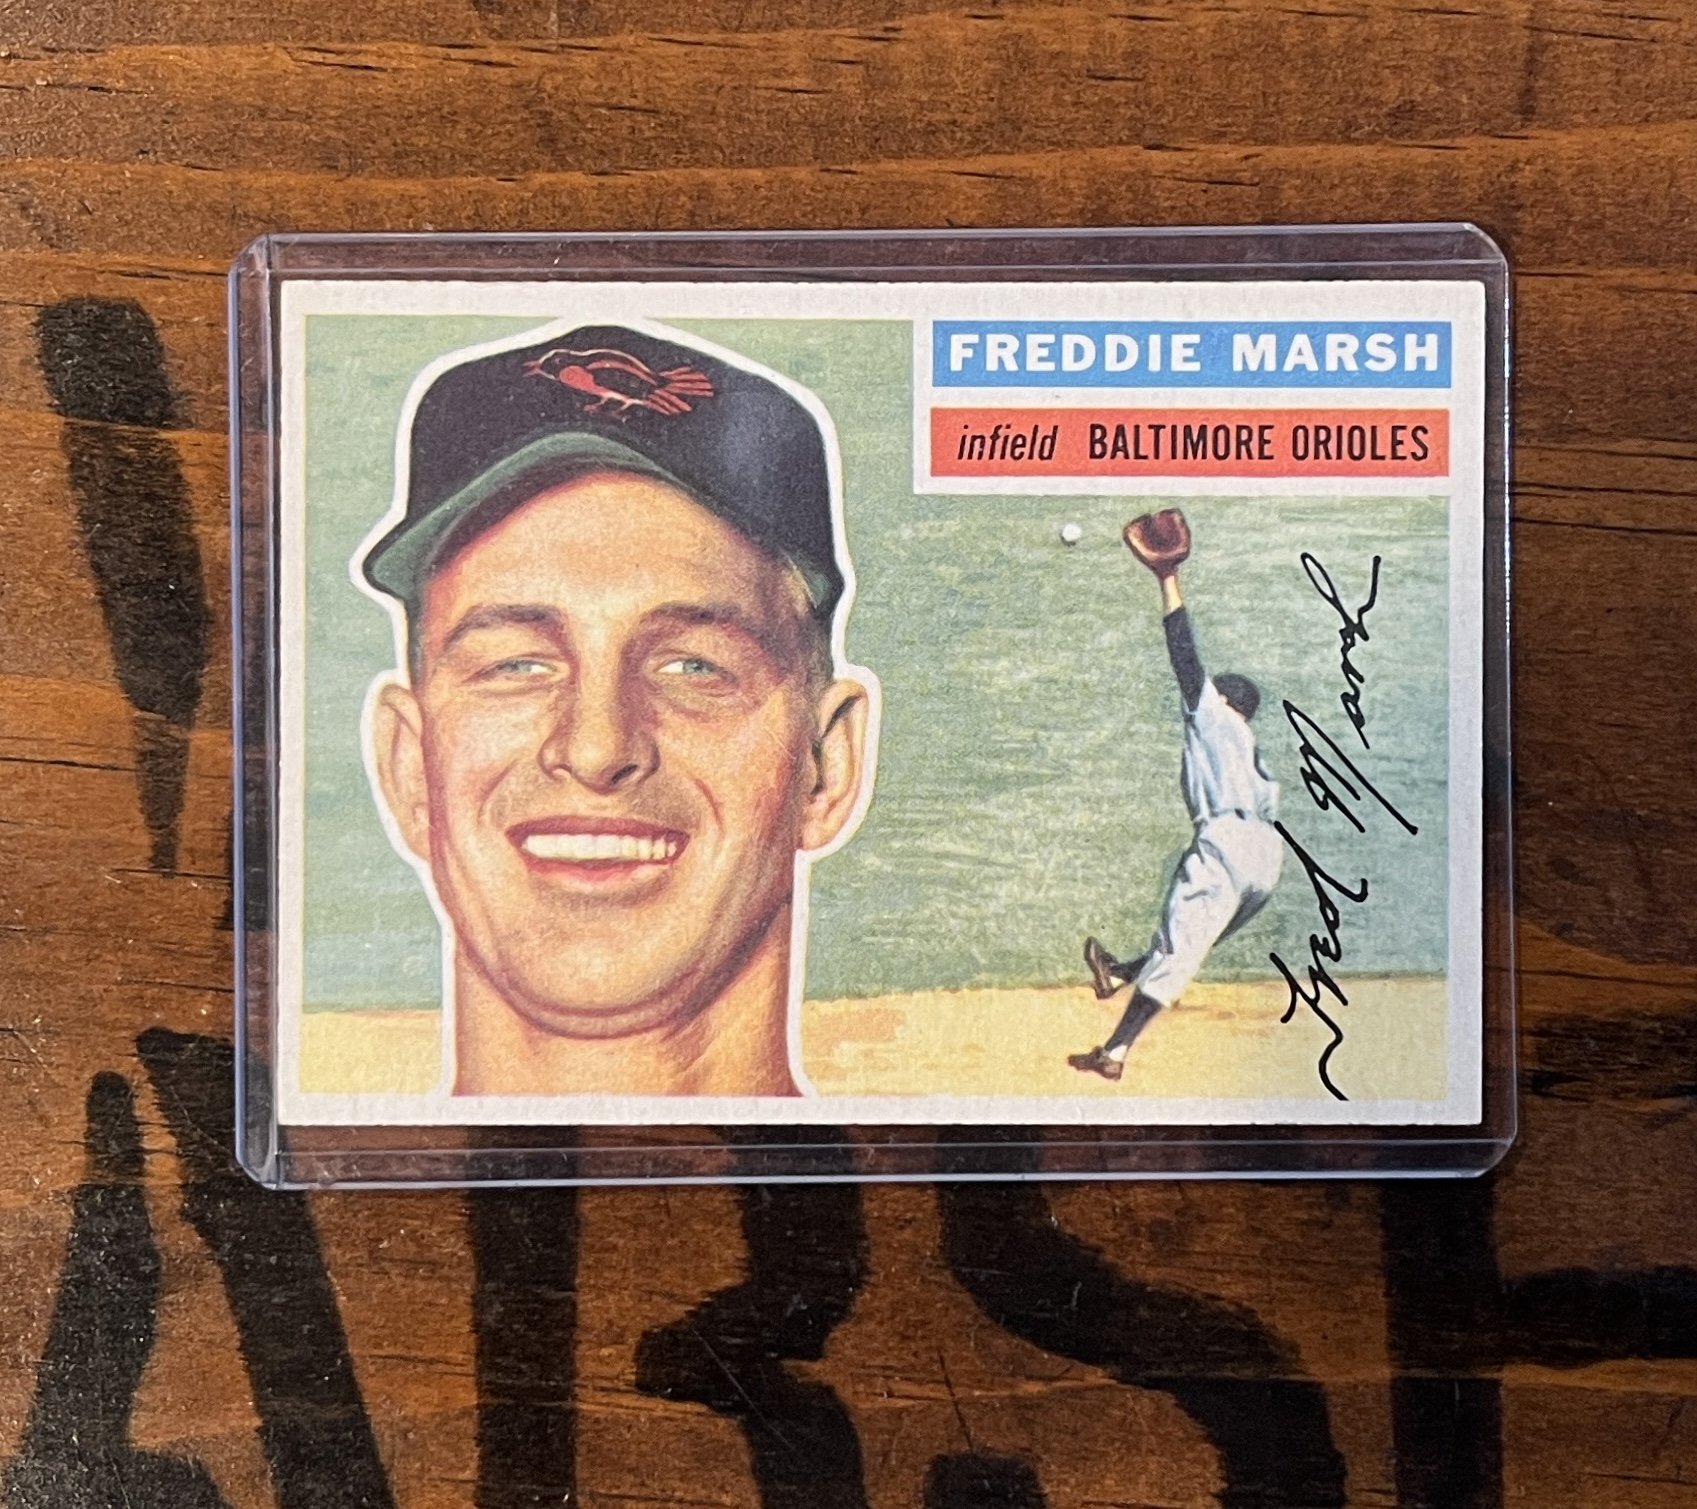 FREDDIE MARSH
infield BALTIMORE ORIOLES
Fred Marsh